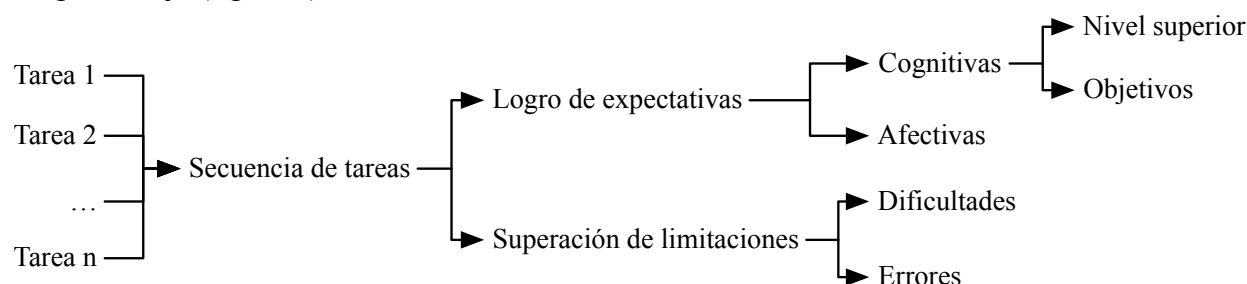 Nivel superior
Tarea 1
Cognitivas
Logro de expectativas
Objetivos
Tarea 2
Afectivas
Secuencia de tareas
…
Dificultades
Superación de limitaciones
Tarea n
Errores